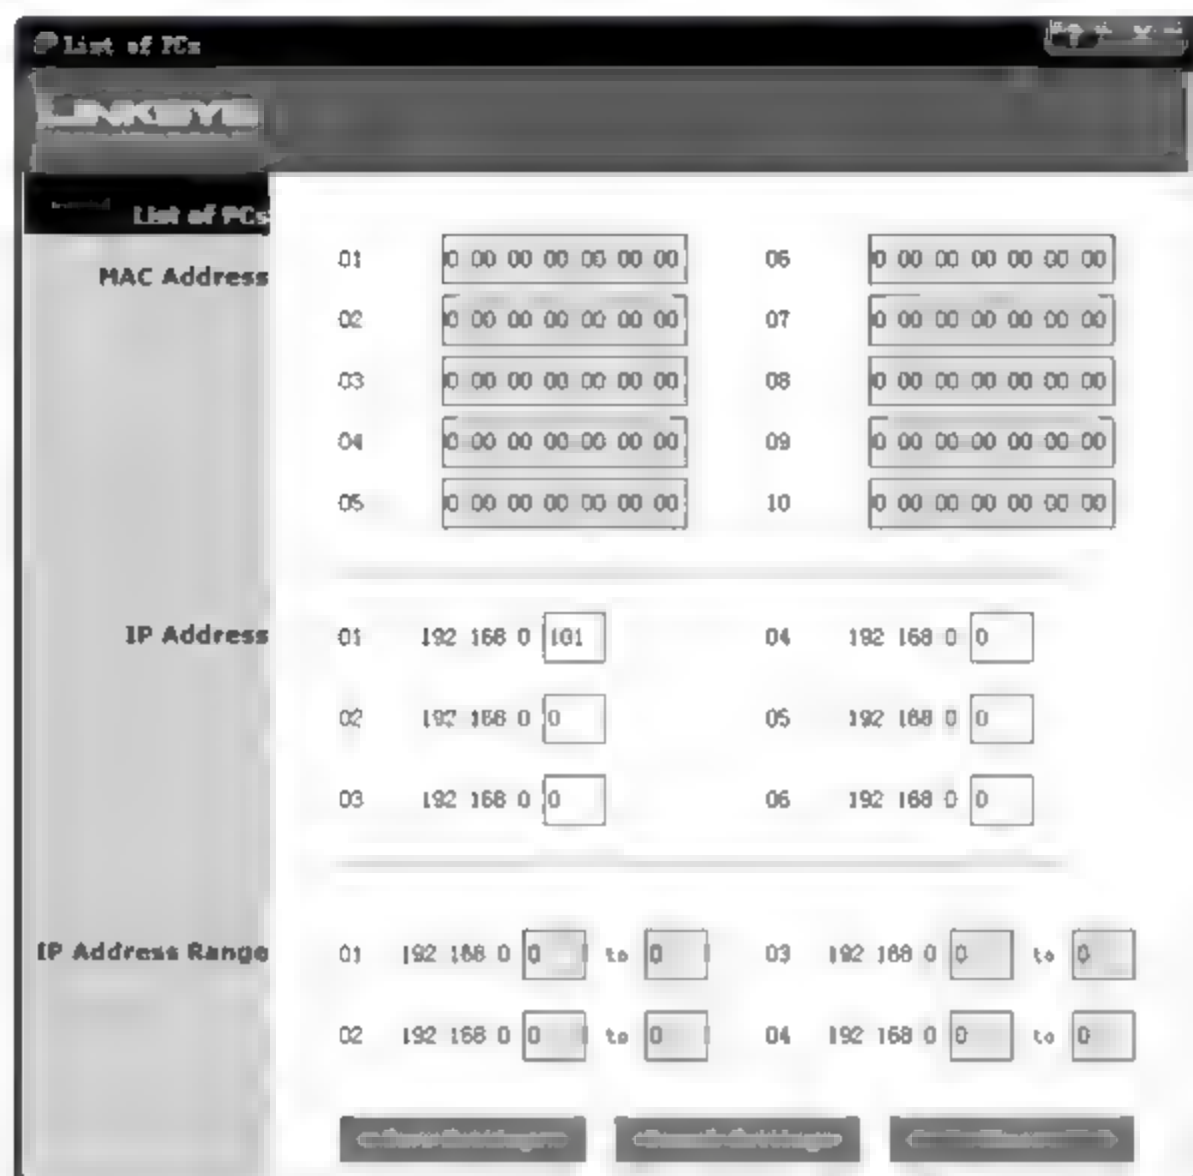 List of PCs
LINKSYS
List of PCs
MAC Address
01 0 00 00 00 00 00 00 06 0 00 00 00 00 00 00
02 0 00 00 00 00 00 00 07 0 00 00 00 00 00 00
03 0 00 00 00 00 00 00 08 0 00 00 00 00 00 00
04 0 00 00 00 00 00 00 09 0 00 00 00 00 00 00
05 0 00 00 00 00 00 00 10 0 00 00 00 00 00 00
IP Address
01 192 168 0 101 04 192 168 0 0
02 192 168 0 0 05 192 168 0 0
03 192 168 0 0 06 192 168 0 0
IP Address Range
01 192 168 0 0 to 0 03 192 168 0 0 to 0
02 192 168 0 0 to 0 04 192 168 0 0 to 0